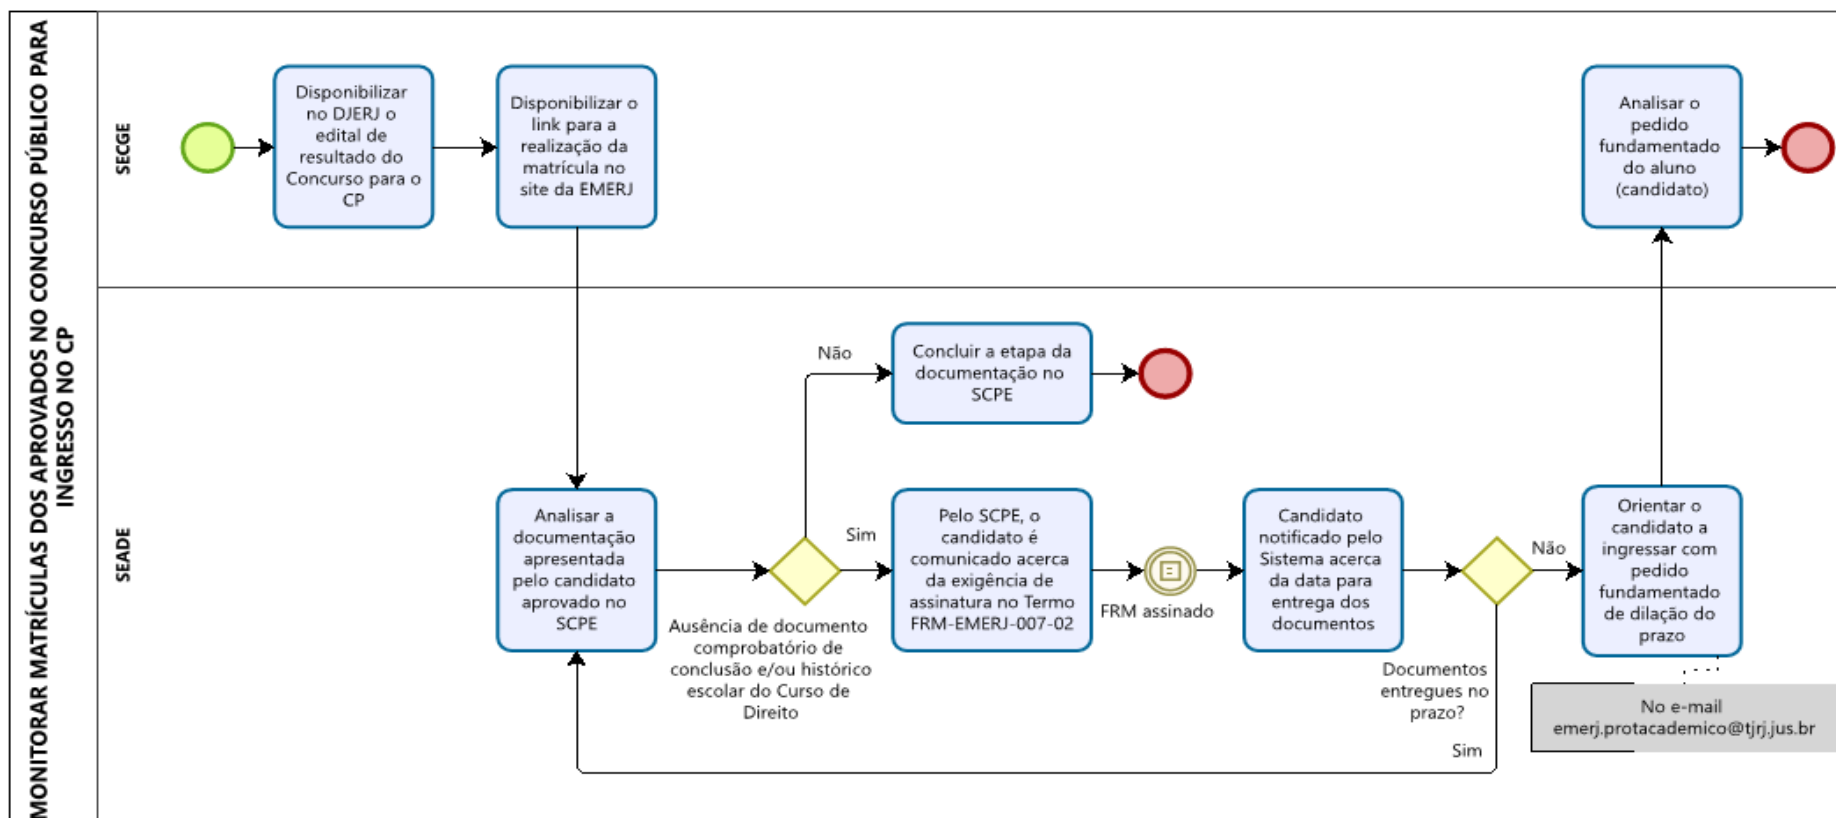 MONITORAR MATRÍCULAS DOS APROVADOS NO CONCURSO PÚBLICO PARA
INGRESSO NO CP
SECGE
Disponibilizar
no DJERJ o
edital de
resultado do
Concurso para o
CP
Disponibilizar o
link para a
realização da
matrícula no
site da EMERJ
Analisar o
pedido
fundamentado
do aluno
(candidato)
SEADE
Não
Concluir a etapa da
documentação no
SCPE
Analisar a
documentação
apresentada
pelo candidato
aprovado no
SCPE
Ausência de documento
comprobatório de
conclusão e/ou histórico
escolar do Curso de
Direito
Sim
Pelo SCPE, o
candidato é
comunicado acerca
da exigência de
assinatura no Termo
FRM-EMERJ-007-02
FRM assinado
Candidato
notificado pelo
Sistema acerca
da data para
entrega dos
documentos
Documentos
entregues no
prazo?
Sim
Não
Orientar o
candidato a
ingressar com
pedido
fundamentado
de dilação do
prazo
No e-mail
emerj.protacademico@tjrj.jus.br